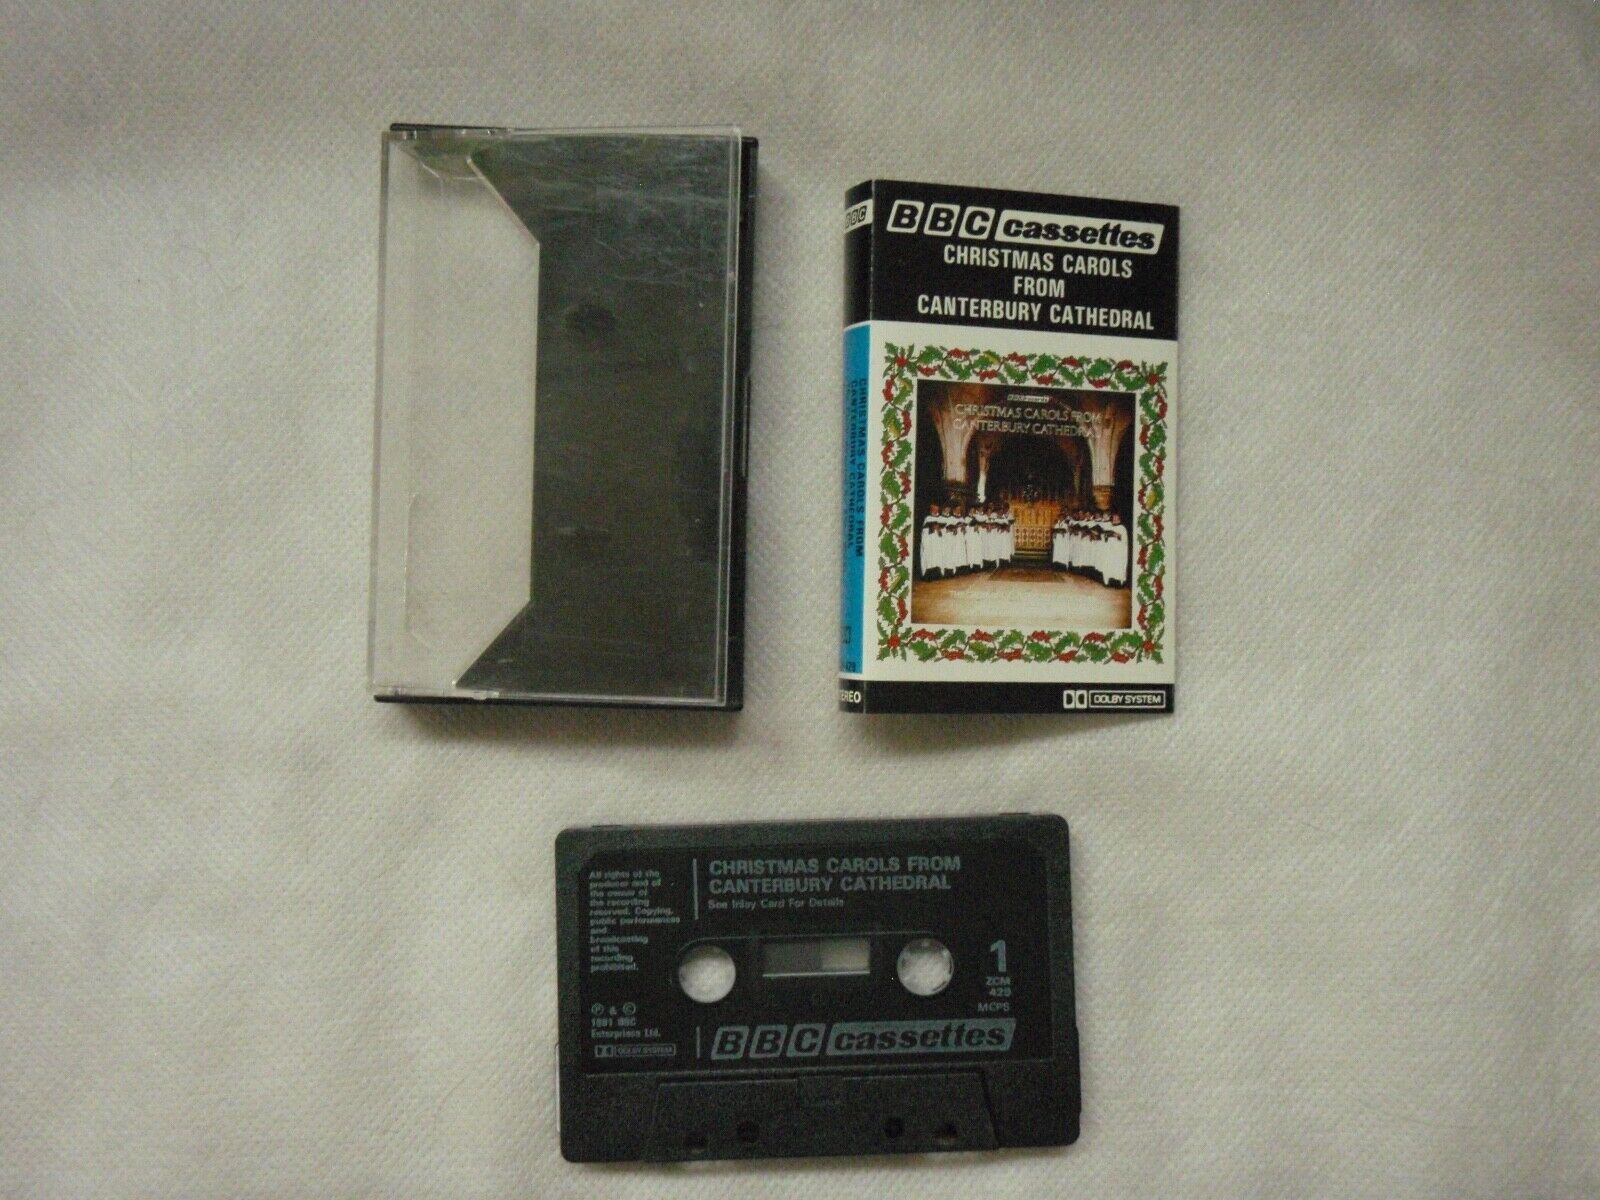 BBC
BBC cassettes
CHRISTMAS CAROLS
FROM
CANTERBURY CATHEDRAL
CHRISTMAS CAROLS FROM
CANTERBURY CATHEDRAL
CHRISTMAS CAROLS FROM
CANTERBURY CATHEDRAL
DOLBY SYSTEM
All rights of the
producer and of
the owner of
the recording
reserved. Copying,
public performances
and
broadcasting
of this
recording
prohibited.
℗ & ©
1981 BBC
Enterprises Ltd.
DOLBY SYSTEM
CHRISTMAS CAROLS FROM
CANTERBURY CATHEDRAL
See Inlay Card For Details
1
ZCM
429
MCPS
BBC cassettes